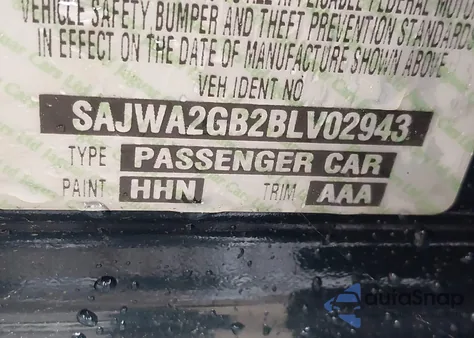 VEHICLE SAFETY BUMPER AND THEFT PREVENTION STANDARD
IN EFFECT ON THE DATE OF MANUFACTURE SHOWN ABOVE
VEH IDENT NO
SAJWA2GB2BLV02943
TYPE PASSENGER CAR
PAINT HHN TRIM AAA
autoSnap